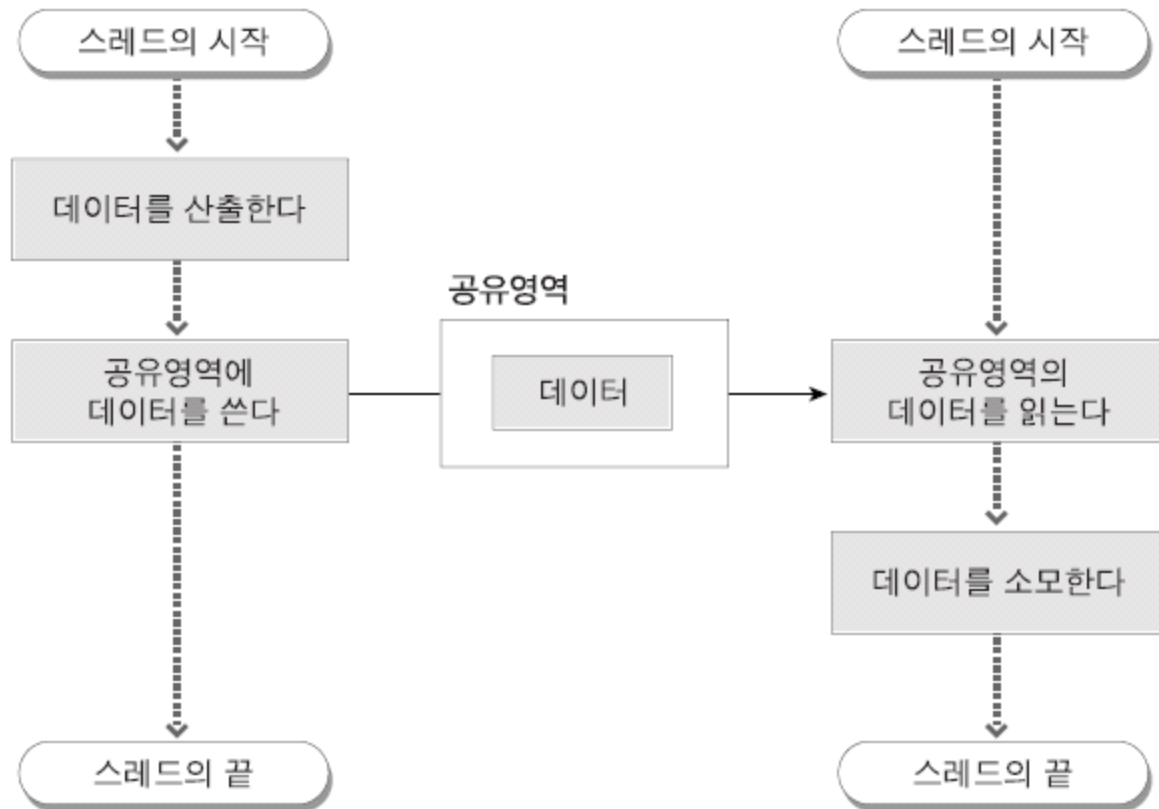 스레드의 시작
데이터를 산출한다
공유영역에
데이터를 쓴다
스레드의 끝
공유영역
데이터
스레드의 시작
공유영역의
데이터를 읽는다
데이터를 소모한다
스레드의 끝